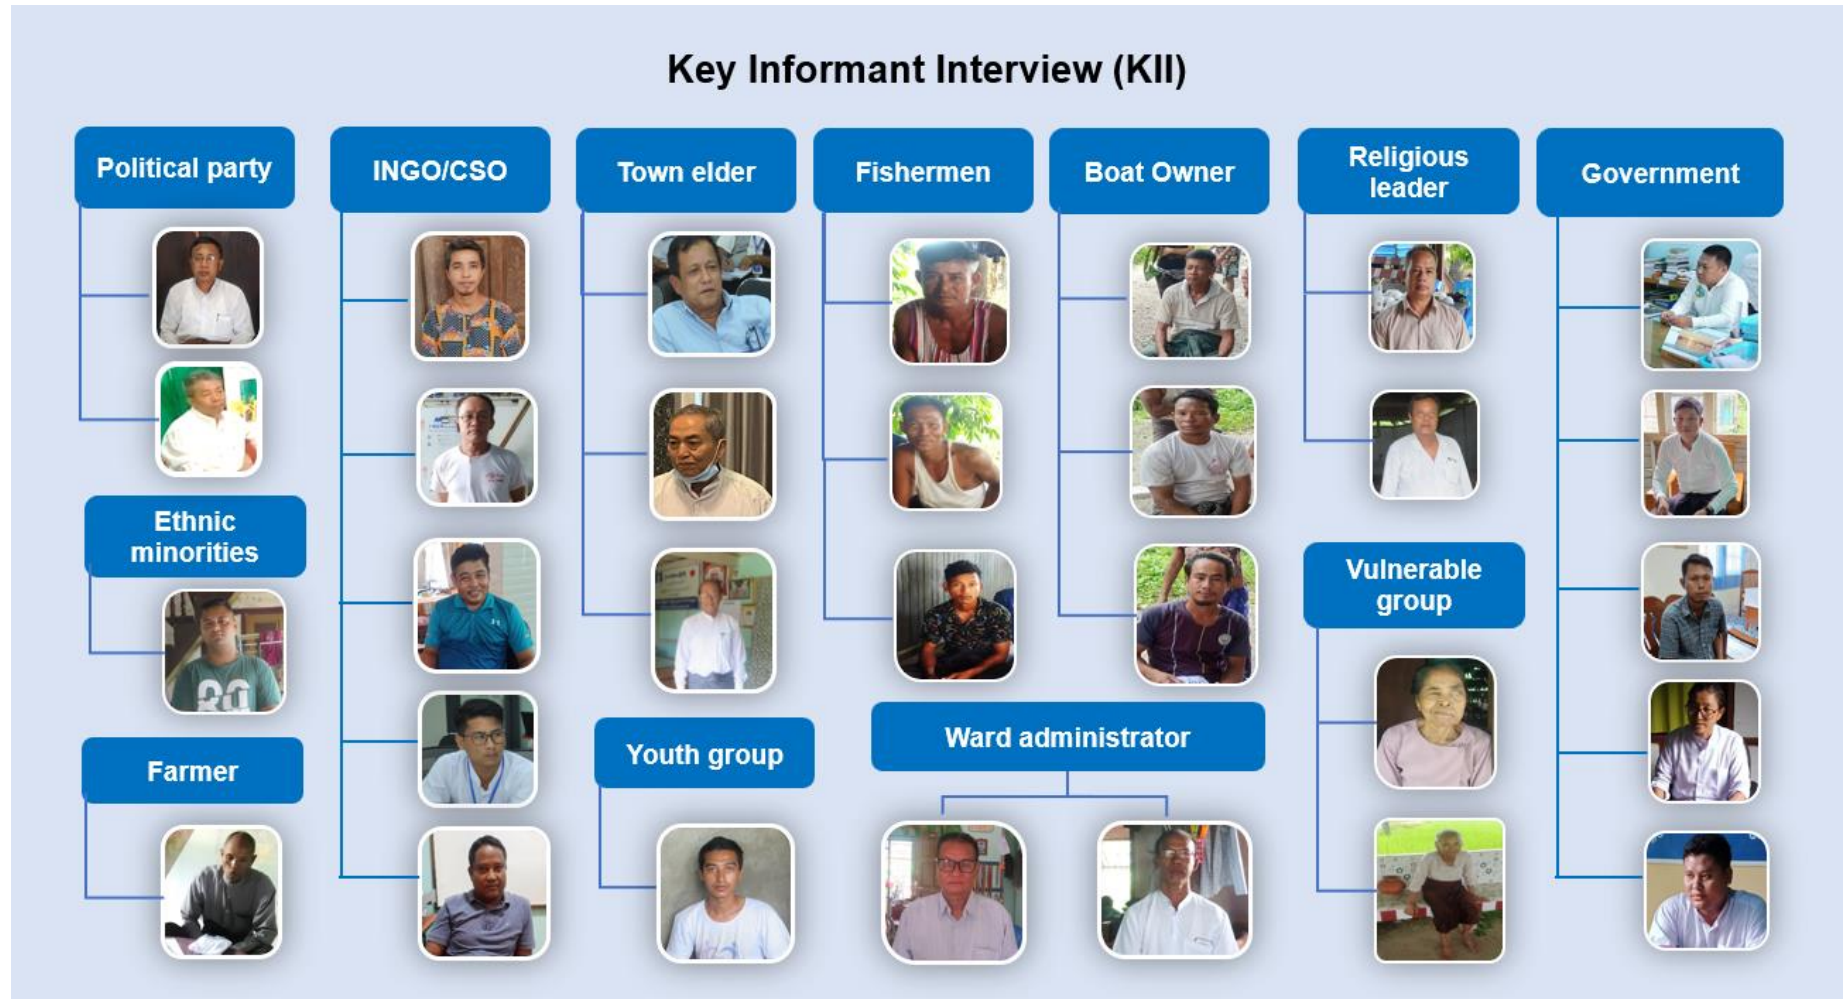 Key Informant Interview (KII)
Political party
INGO/CSO
Town elder
Fishermen
Boat Owner
Religious
leader
Government
Ethnic
minorities
Vulnerable
group
Farmer
Youth group
Ward administrator